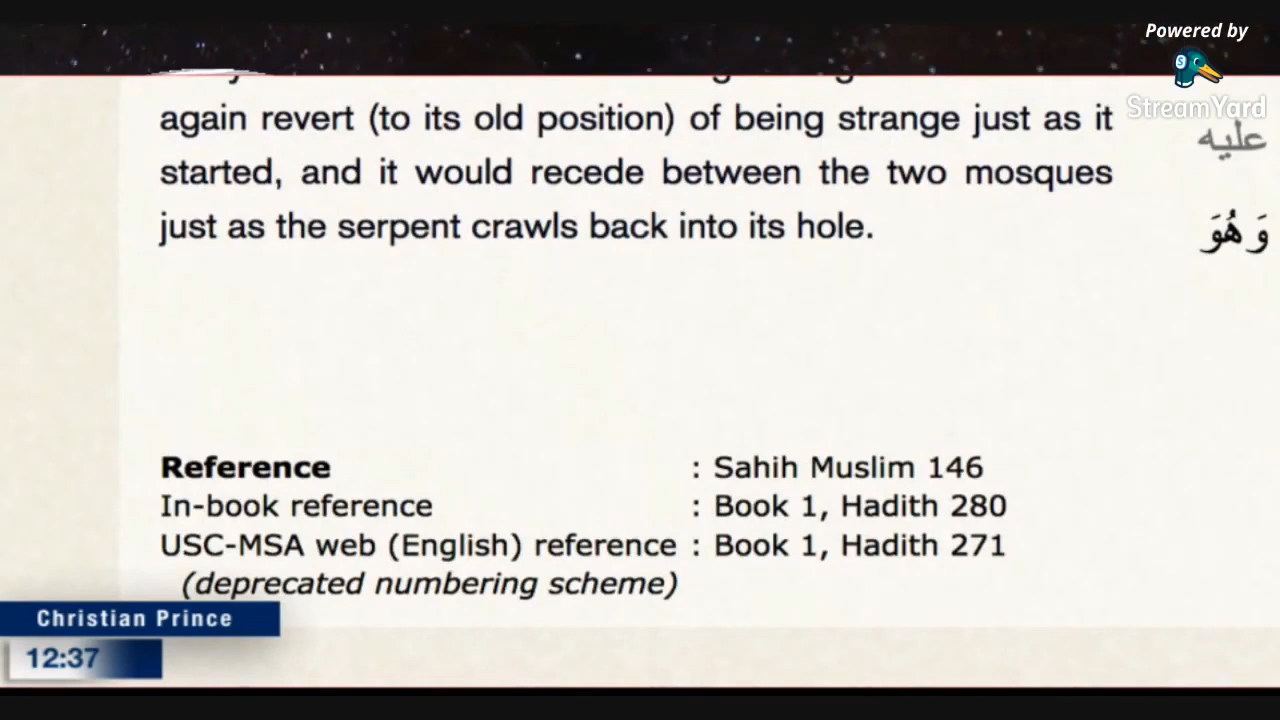 Powered by
StreamYard
again revert (to its old position) of being strange just as it
started, and it would recede between the two mosques
just as the serpent crawls back into its hole.
عليه
وَهُوَ
Reference : Sahih Muslim 146
In-book reference : Book 1, Hadith 280
USC-MSA web (English) reference : Book 1, Hadith 271
(deprecated numbering scheme)
Christian Prince
12:37